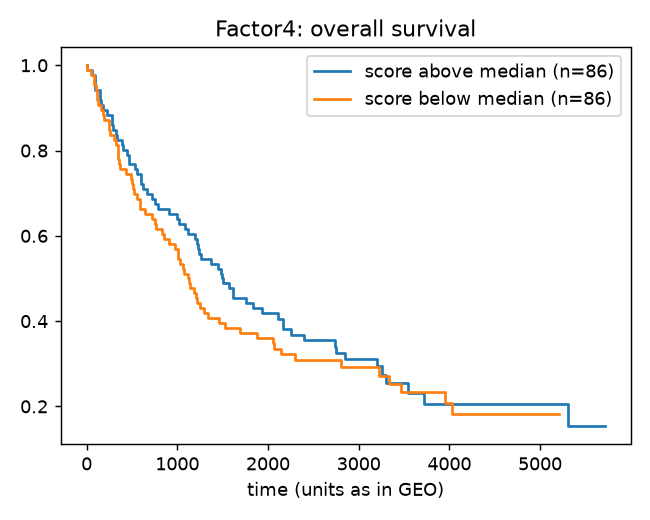 Factor4: overall survival
score above median (n=86)
score below median (n=86)
1.0
0.8
0.6
0.4
0.2
0 1000 2000 3000 4000 5000
time (units as in GEO)